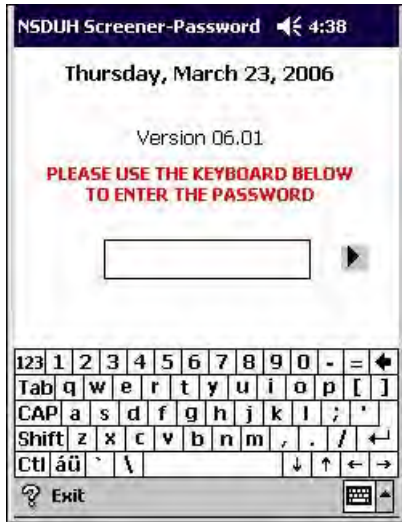 NSDUH Screener-Password 4:38
Thursday, March 23, 2006
Version 06.01
PLEASE USE THE KEYBOARD BELOW
TO ENTER THE PASSWORD
123 1 2 3 4 5 6 7 8 9 0 - = ←
Tab q w e r t y u i o p [ ]
CAP a s d f g h j k l ; '
Shift z x c v b n m , . / ↵
Ctl áü ` \ ↓ ↑ ← →
? Exit